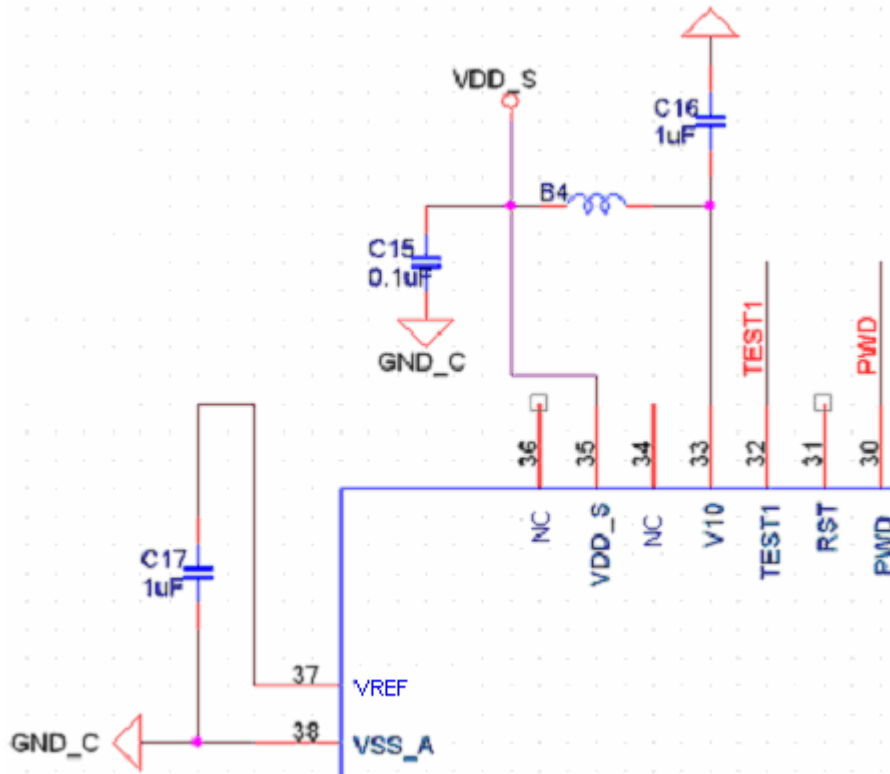 VDD_S
C16
1uF
B4
C15
0.1uF
GND_C
TEST1
PWD
36
35
34
33
32
31
30
NC
VDD_S
NC
V10
TEST1
RST
PWD
C17
1uF
37
VREF
GND_C
38
VSS_A